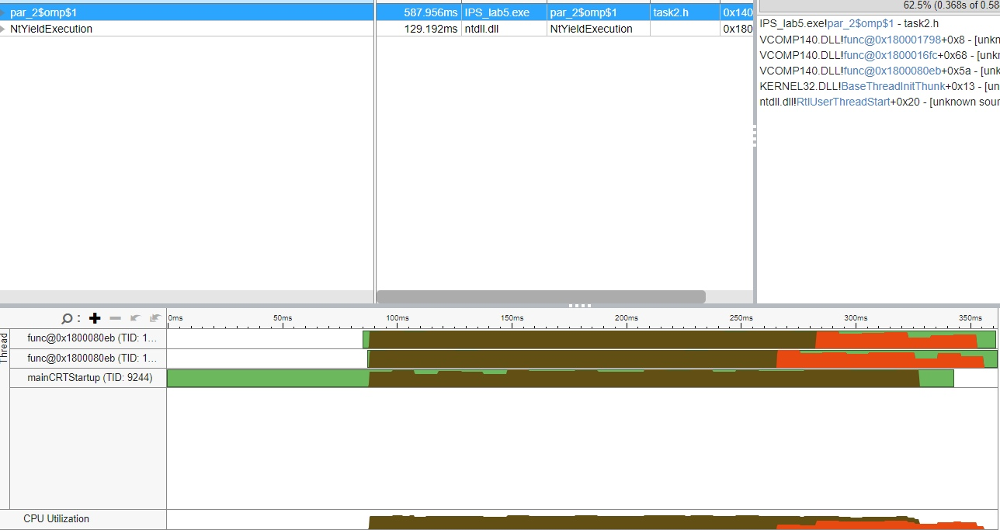 62.5% (0.368s of 0.58
par_2$omp$1 587.956ms IPS_lab5.exe par_2$omp$1 task2.h 0x140
NtYieldExecution 129.192ms ntdll.dll NtYieldExecution 0x180
IPS_lab5.exe!par_2$omp$1 - task2.h
VCOMP140.DLL!func@0x180001798+0x8 - [unkn
VCOMP140.DLL!func@0x1800016fc+0x68 - [unkn
VCOMP140.DLL!func@0x1800080eb+0x5a - [unk
KERNEL32.DLL!BaseThreadInitThunk+0x13 - [un
ntdll.dll!RtlUserThreadStart+0x20 - [unknown sour
0ms 50ms 100ms 150ms 200ms 250ms 300ms 350ms
Thread
func@0x1800080eb (TID: 1...
func@0x1800080eb (TID: 1...
mainCRTStartup (TID: 9244)
CPU Utilization